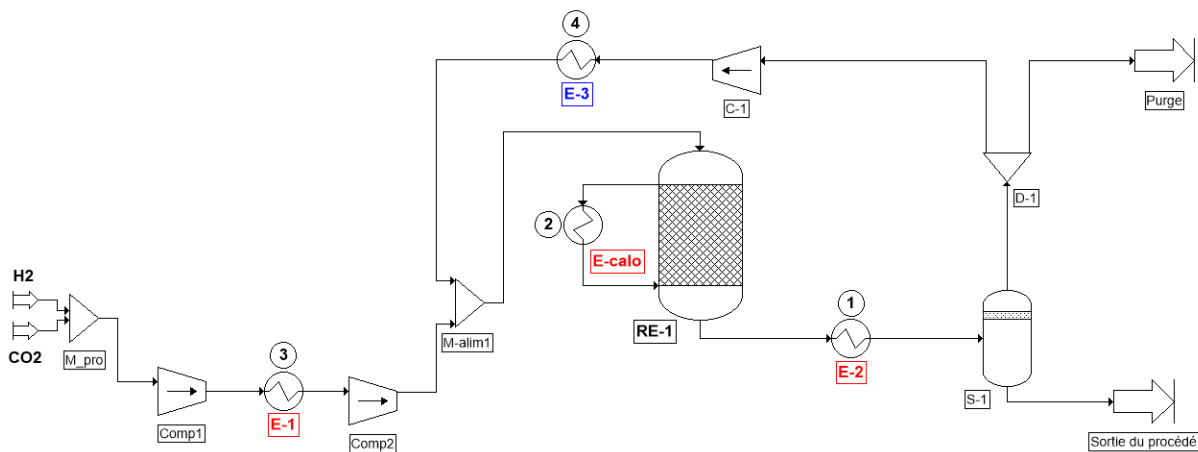 4
E-3
C-1
Purge
D-1
2
E-calo
H2
CO2
M_pro
M-alim1
RE-1
1
E-2
S-1
3
Comp1
E-1
Comp2
Sortie du procédé